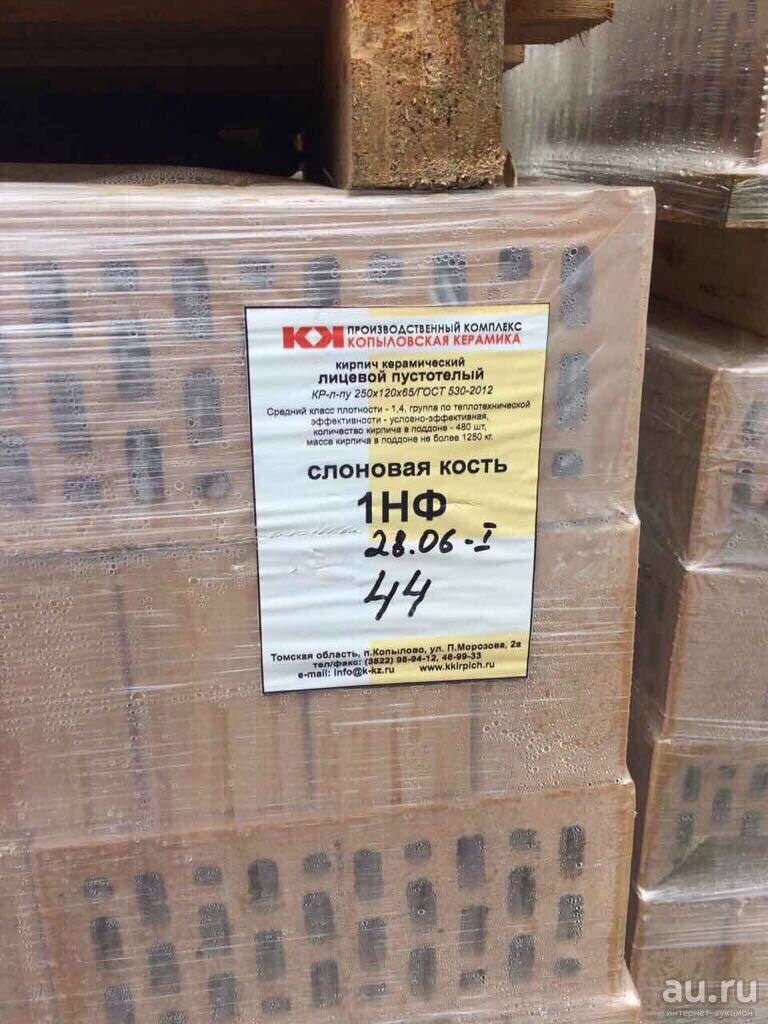 КК ПРОИЗВОДСТВЕННЫЙ КОМПЛЕКС
КОПЫЛОВСКАЯ КЕРАМИКА
кирпич керамический
лицевой пустотелый
КР-л-пу 250х120х65/ГОСТ 530-2012
Средний класс плотности - 1,4, группа по теплотехнической
эффективности - условно-эффективная,
количество кирпича в поддоне - 480 шт,
масса кирпича в поддоне не более 1250 кг.
слоновая кость
1НФ
28.06-I
44
Томская область, п.Копылово, ул. П.Морозова, 2а
тел/факс: (3822) 98-94-12, 46-99-33
e-mail: info@k-kz.ru www.kkirpich.ru
au.ru
интернет-аукцион